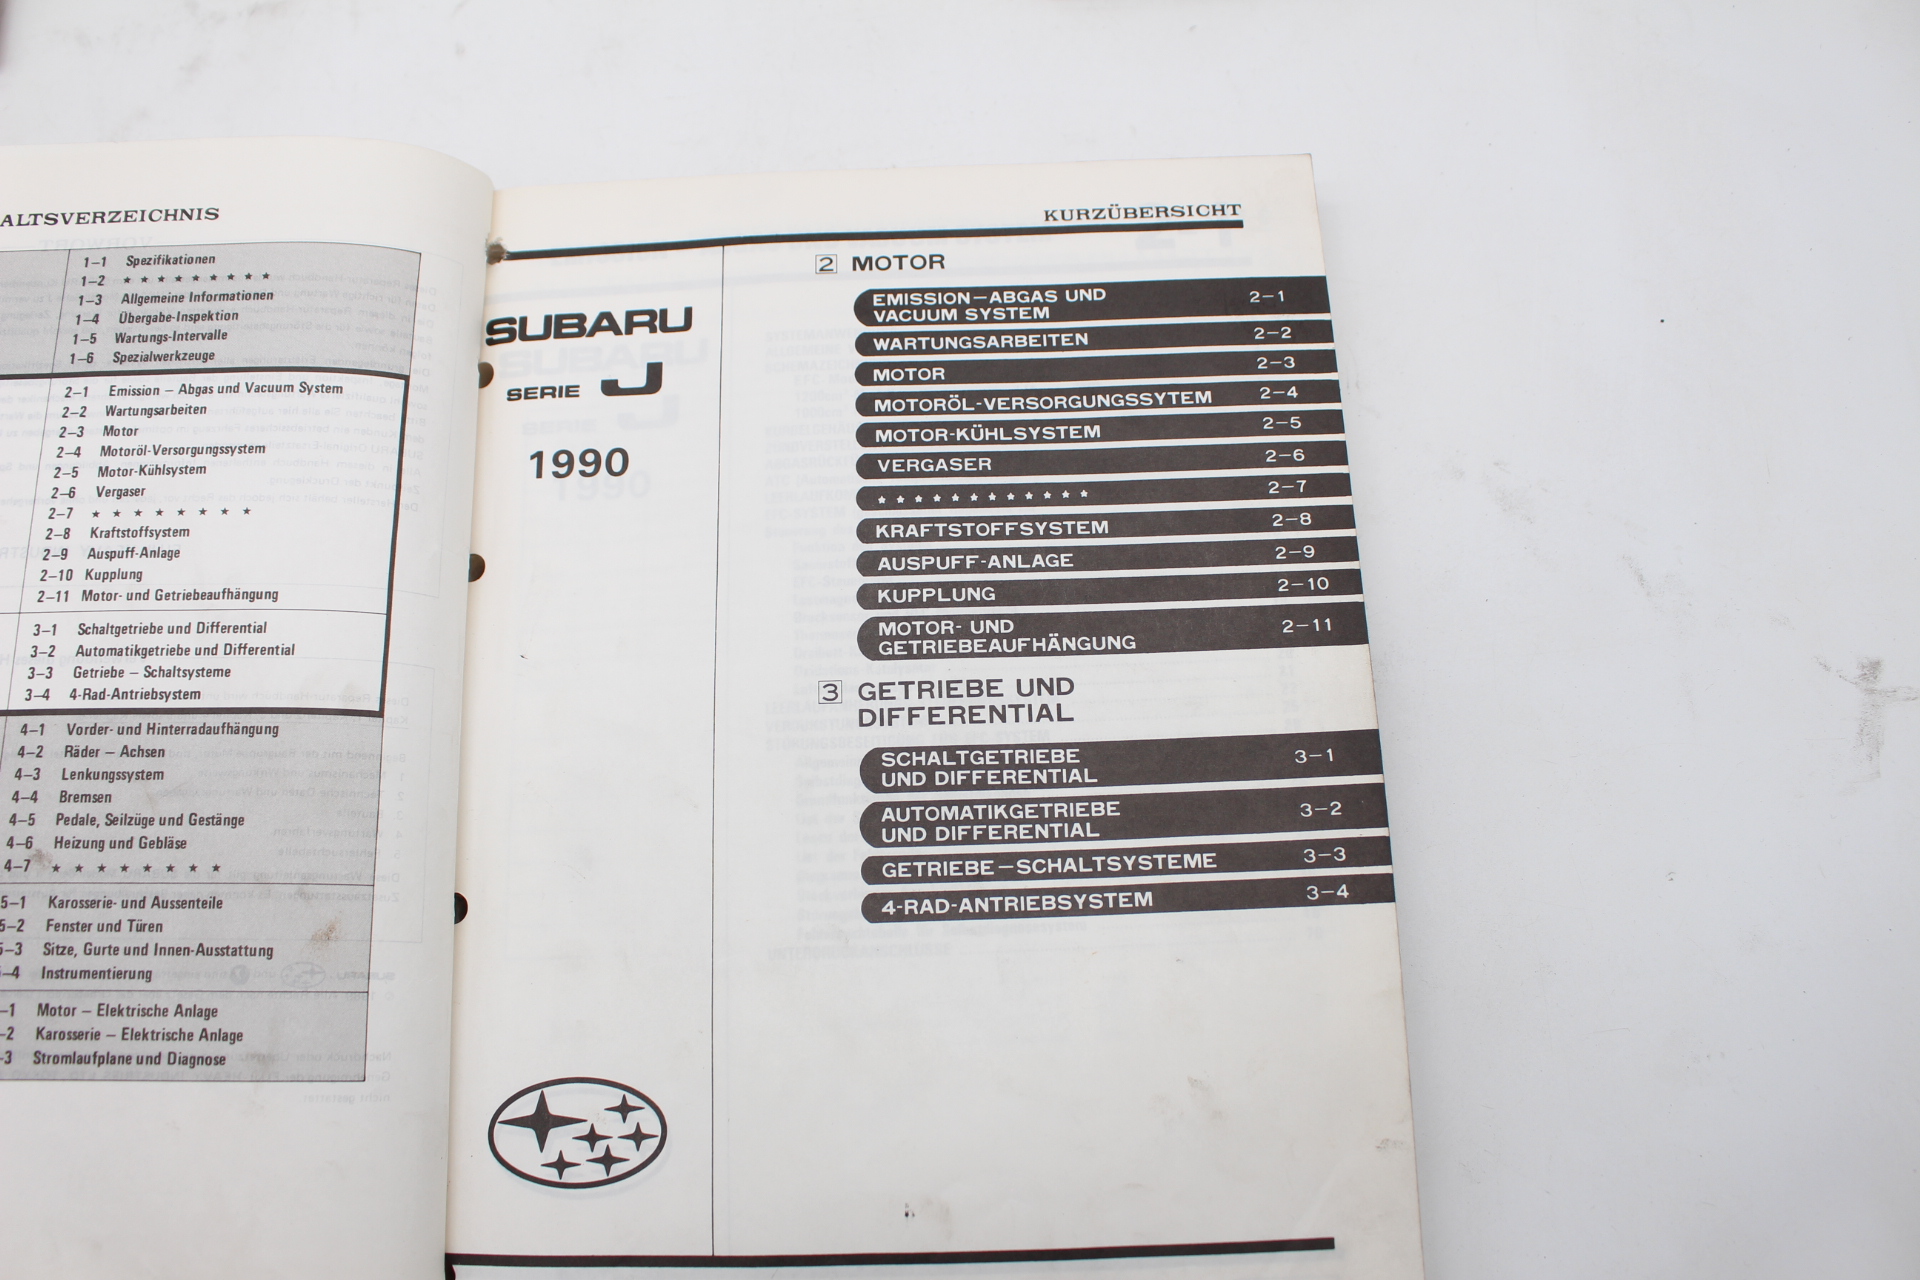 ALTSVERZEICHNIS
1–1 Spezifikationen
1–2 ★ ★ ★ ★ ★ ★ ★ ★ ★
1–3 Allgemeine Informationen
1–4 Übergabe-Inspektion
1–5 Wartungs-Intervalle
1–6 Spezialwerkzeuge
2–1 Emission – Abgas und Vacuum System
2–2 Wartungsarbeiten
2–3 Motor
2–4 Motoröl-Versorgungssystem
2–5 Motor-Kühlsystem
2–6 Vergaser
2–7 ★ ★ ★ ★ ★ ★ ★ ★
2–8 Kraftstoffsystem
2–9 Auspuff-Anlage
2–10 Kupplung
2–11 Motor- und Getriebeaufhängung
3–1 Schaltgetriebe und Differential
3–2 Automatikgetriebe und Differential
3–3 Getriebe – Schaltsysteme
3–4 4-Rad-Antriebsystem
4–1 Vorder- und Hinterradaufhängung
4–2 Räder – Achsen
4–3 Lenkungssystem
4–4 Bremsen
4–5 Pedale, Seilzüge und Gestänge
4–6 Heizung und Gebläse
4–7 ★ ★ ★ ★ ★ ★ ★ ★
5–1 Karosserie- und Aussenteile
5–2 Fenster und Türen
5–3 Sitze, Gurte und Innen-Ausstattung
–4 Instrumentierung
–1 Motor – Elektrische Anlage
–2 Karosserie – Elektrische Anlage
–3 Stromlaufplane und Diagnose
KURZÜBERSICHT
SUBARU
SERIE J
1990
2 MOTOR
EMISSION–ABGAS UND
VACUUM SYSTEM 2–1
WARTUNGSARBEITEN 2–2
MOTOR 2–3
MOTORÖL-VERSORGUNGSSYTEM 2–4
MOTOR-KÜHLSYSTEM 2–5
VERGASER 2–6
★ ★ ★ ★ ★ ★ ★ ★ ★ ★ ★ ★ 2–7
KRAFTSTOFFSYSTEM 2–8
AUSPUFF-ANLAGE 2–9
KUPPLUNG 2–10
MOTOR- UND
GETRIEBEAUFHÄNGUNG 2–11
3 GETRIEBE UND
DIFFERENTIAL
SCHALTGETRIEBE
UND DIFFERENTIAL 3–1
AUTOMATIKGETRIEBE
UND DIFFERENTIAL 3–2
GETRIEBE–SCHALTSYSTEME 3–3
4-RAD-ANTRIEBSYSTEM 3–4